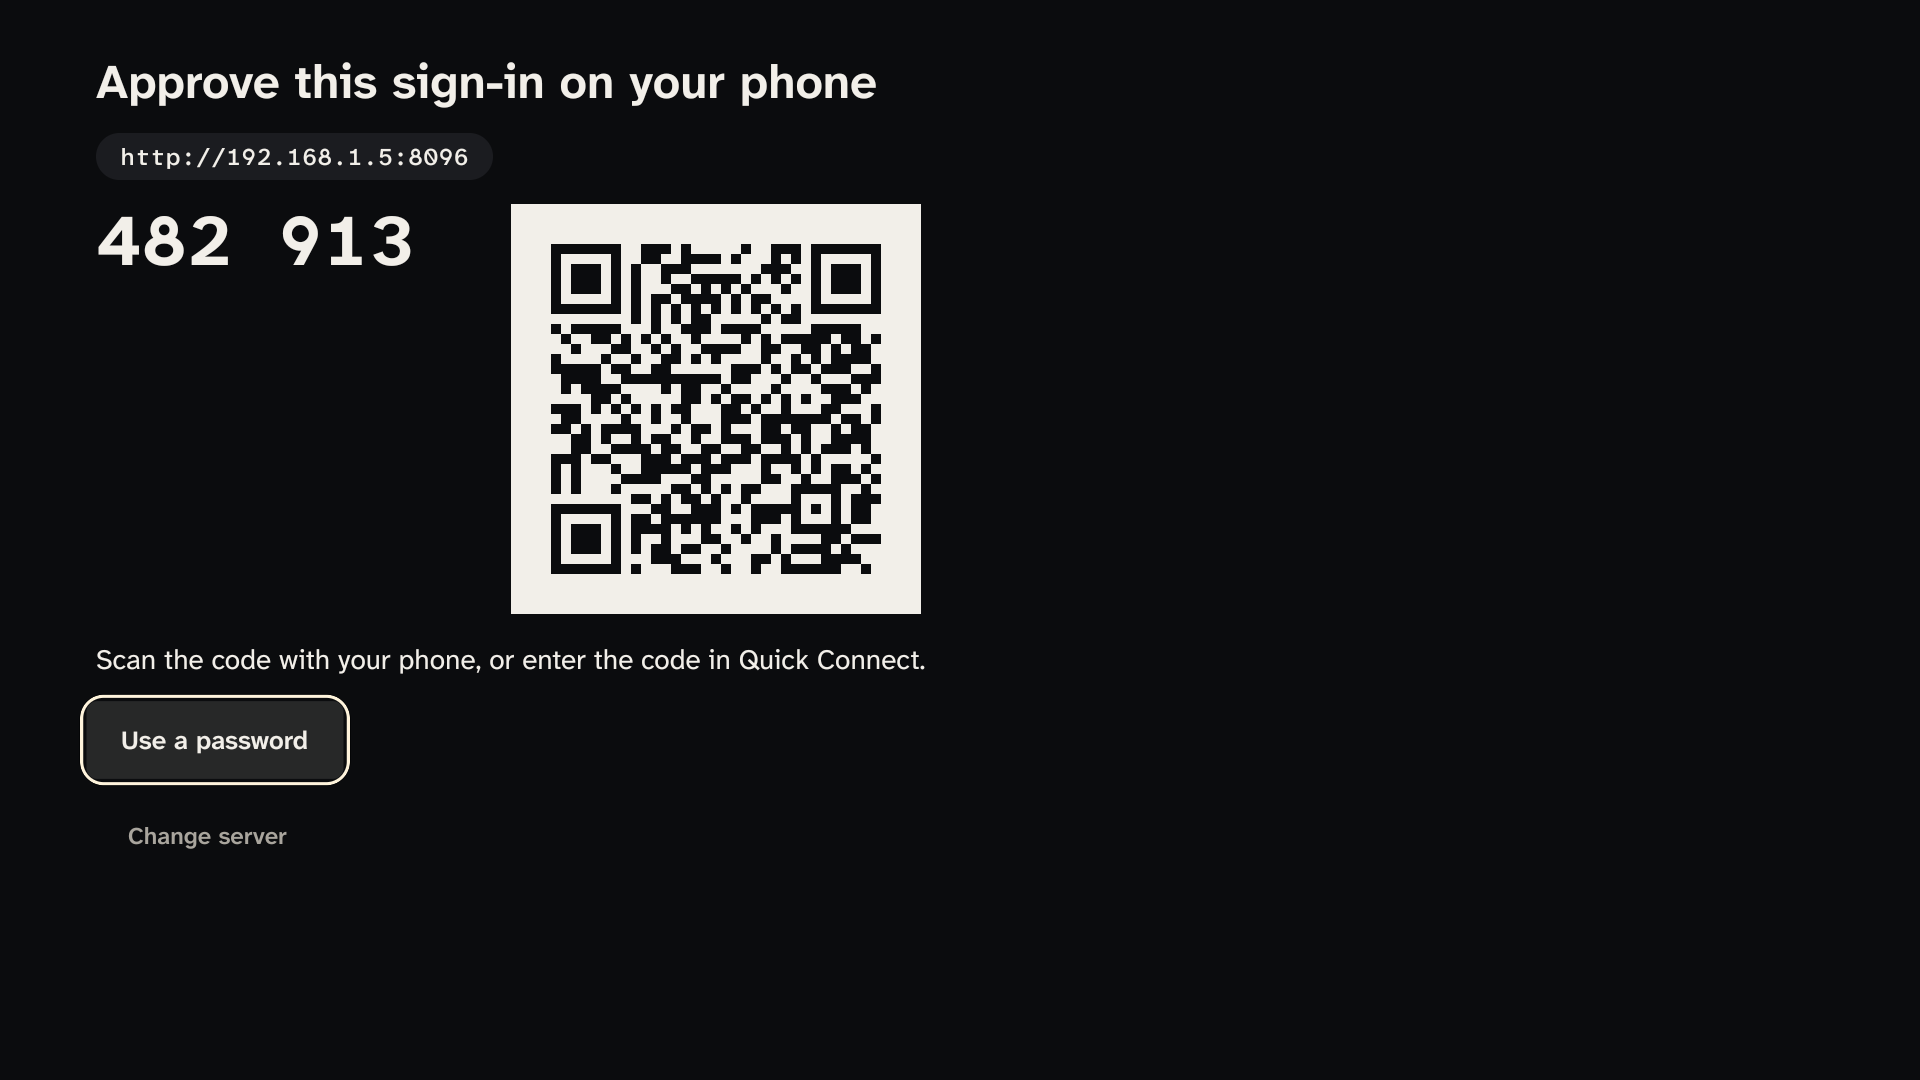 Approve this sign-in on your phone
http://192.168.1.5:8096
482 913
Scan the code with your phone, or enter the code in Quick Connect.
Use a password
Change server